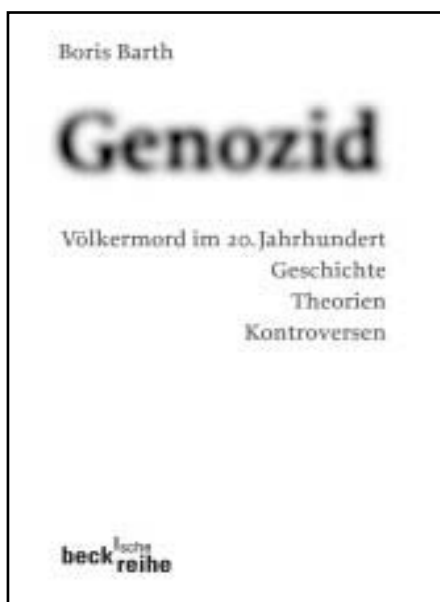 Boris Barth
Genozid
Völkermord im 20. Jahrhundert
Geschichte
Theorien
Kontroversen
beck'sche
reihe